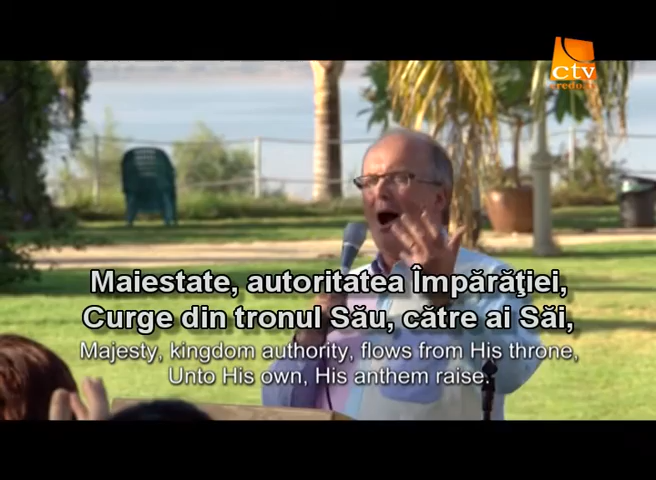 ctv
credo
Maiestate, autoritatea Împărăţiei,
Curge din tronul Său, către ai Săi,
Majesty, kingdom authority, flows from His throne,
Unto His own, His anthem raise.